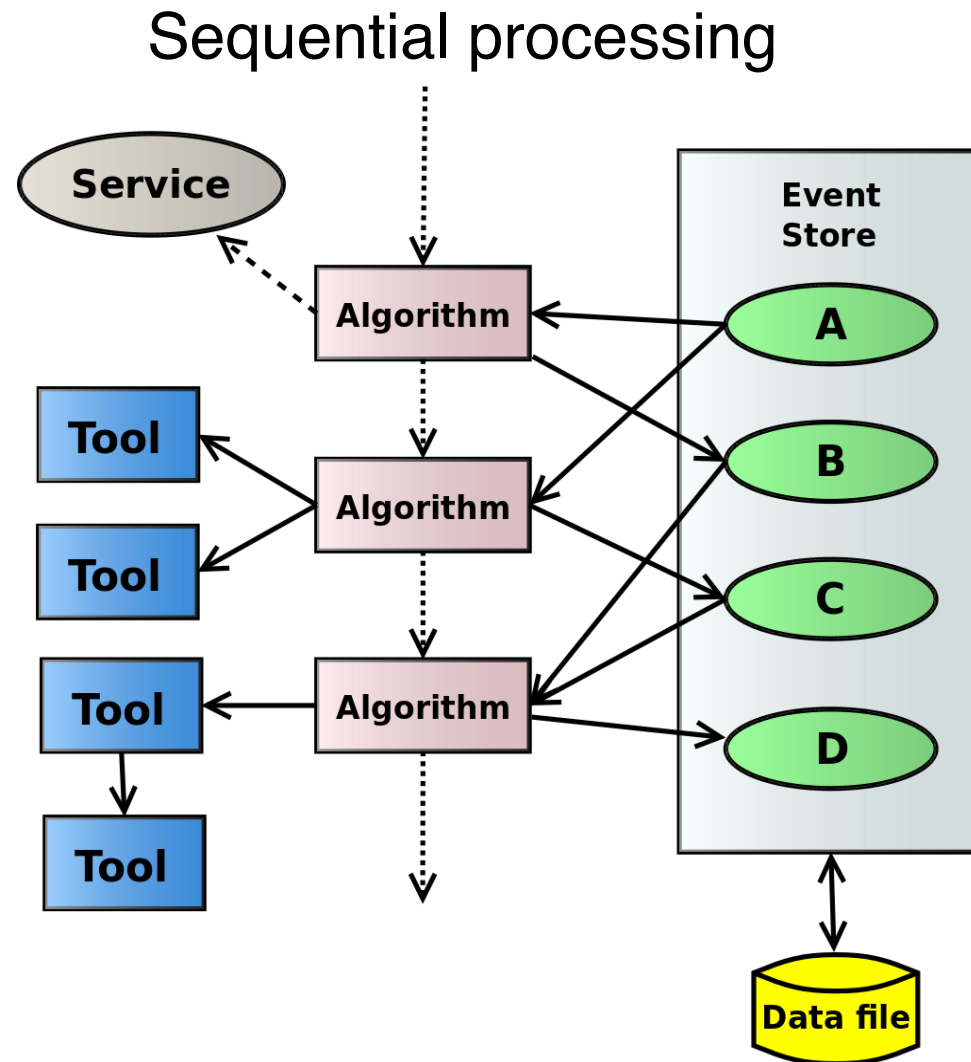 Sequential processing
Service
Event
Store
Algorithm
A
Tool
B
Algorithm
Tool
C
Tool
Algorithm
D
Tool
Data file